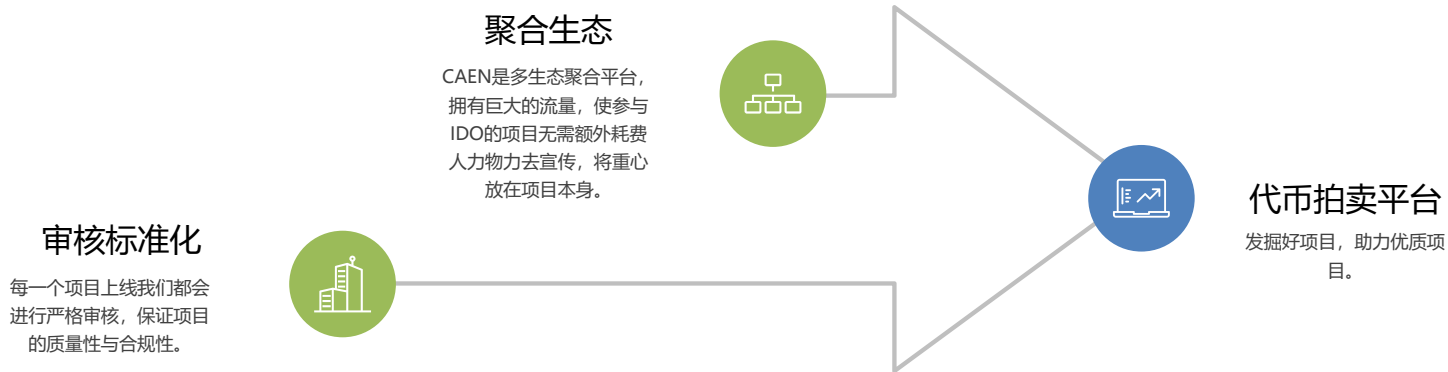 聚合生态
CAEN是多生态聚合平台，
拥有巨大的流量，使参与
IDO的项目无需额外耗费
人力物力去宣传，将重心
放在项目本身。
审核标准化
每一个项目上线我们都会
进行严格审核，保证项目
的质量性与合规性。
代币拍卖平台
发掘好项目，助力优质项
目。